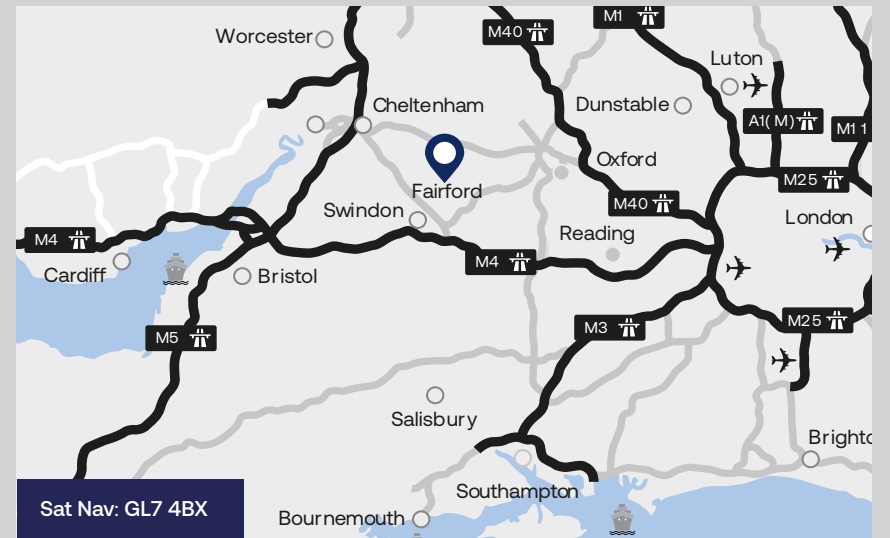 M1
M40
Worcester
Luton
Cheltenham
Dunstable
A1(M)
M11
Oxford
M25
Fairford
M40
Swindon
London
Reading
M4
M4
Cardiff
Bristol
M25
M3
M5
Salisbury
Brighto
Southampton
Sat Nav: GL7 4BX
Bournemouth